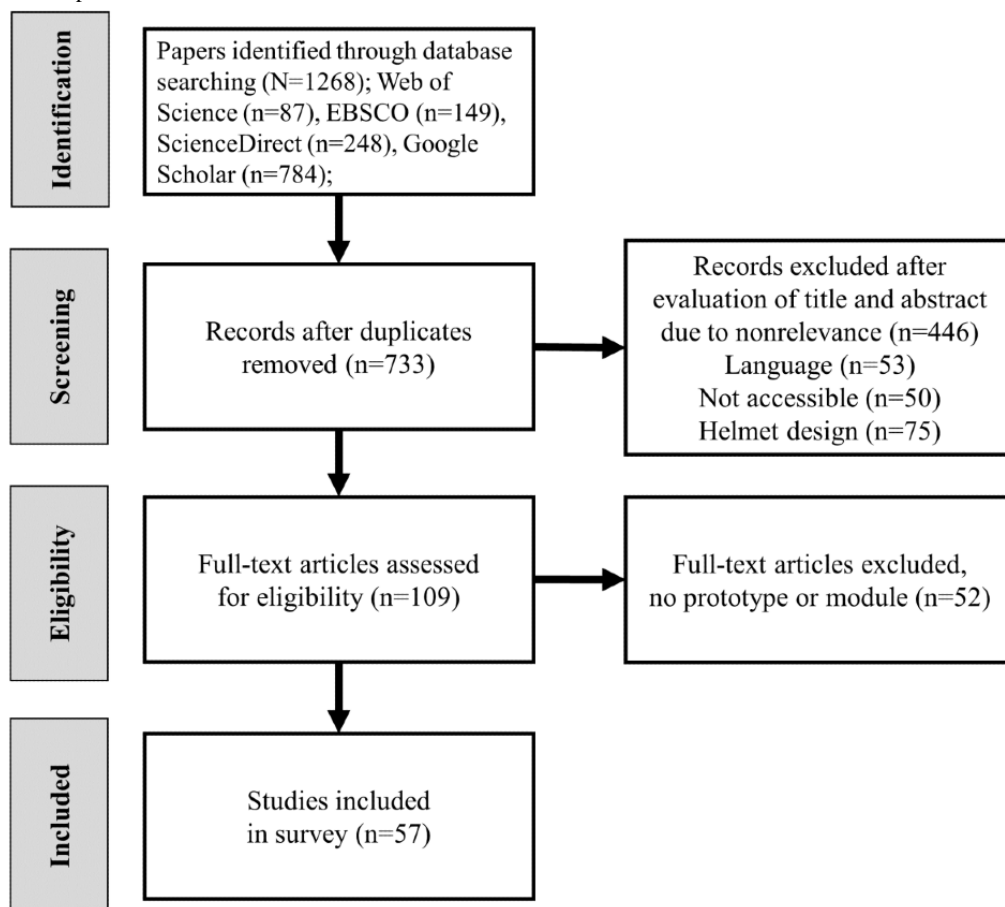 Identification
Papers identified through database
searching (N=1268); Web of
Science (n=87), EBSCO (n=149),
ScienceDirect (n=248), Google
Scholar (n=784);
Screening
Records after duplicates
removed (n=733)
Records excluded after
evaluation of title and abstract
due to nonrelevance (n=446)
Language (n=53)
Not accessible (n=50)
Helmet design (n=75)
Eligibility
Full-text articles assessed
for eligibility (n=109)
Full-text articles excluded,
no prototype or module (n=52)
Included
Studies included
in survey (n=57)